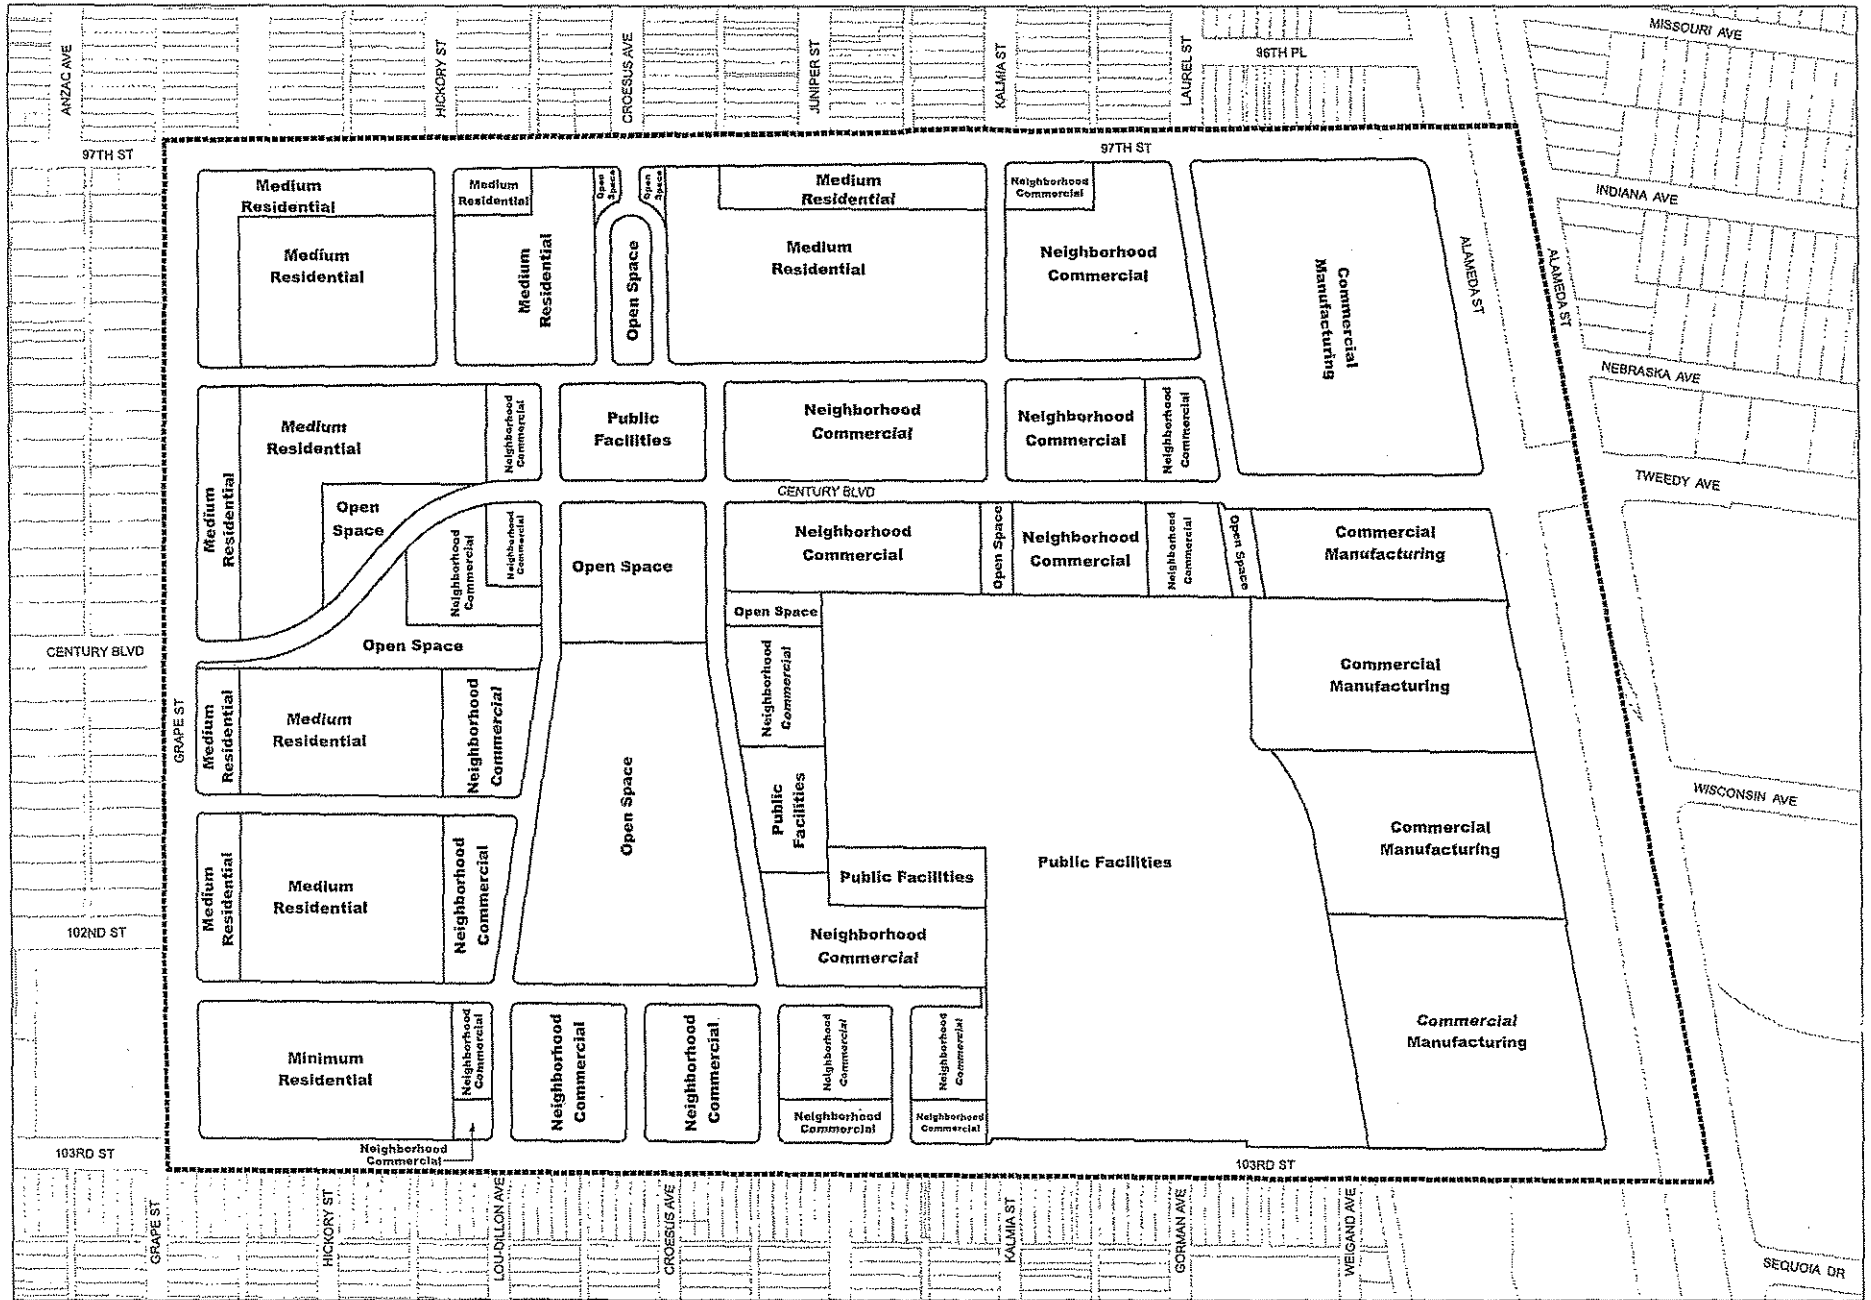 ANZAC AVE
HICKORY ST
CROESUS AVE
JUNIPER ST
KALMIA ST
LAUREL ST
96TH PL
MISSOURI AVE
97TH ST
97TH ST
Medium
Residential
Medium
Residential
Open
Space
Open
Space
Medium
Residential
Neighborhood
Commercial
INDIANA AVE
Medium
Residential
Medium
Residential
Open Space
Medium
Residential
Neighborhood
Commercial
Commercial
Manufacturing
ALAMEDA ST
ALAMEDA ST
NEBRASKA AVE
Medium
Residential
Medium
Residential
Neighborhood
Commercial
Public
Facilities
Neighborhood
Commercial
Neighborhood
Commercial
Neighborhood
Commercial
CENTURY BLVD
TWEEDY AVE
Open
Space
Neighborhood
Commercial
Neighborhood
Commercial
Open Space
Neighborhood
Commercial
Open Space
Neighborhood
Commercial
Neighborhood
Commercial
Open Space
Commercial
Manufacturing
Open Space
CENTURY BLVD
Open Space
GRAPE ST
Medium
Residential
Medium
Residential
Neighborhood
Commercial
Open Space
Neighborhood
Commercial
Commercial
Manufacturing
Public
Facilities
WISCONSIN AVE
Commercial
Manufacturing
Medium
Residential
Medium
Residential
Neighborhood
Commercial
Public Facilities
Public Facilities
102ND ST
Neighborhood
Commercial
Commercial
Manufacturing
Minimum
Residential
Neighborhood
Commercial
Neighborhood
Commercial
Neighborhood
Commercial
Neighborhood
Commercial
Neighborhood
Commercial
Neighborhood
Commercial
Neighborhood
Commercial
Neighborhood
Commercial
103RD ST
103RD ST
GRAPE ST
HICKORY ST
LOU-DILLON AVE
CROESUS AVE
KALMIA ST
GORMAN AVE
WEIGAND AVE
SEQUOIA DR